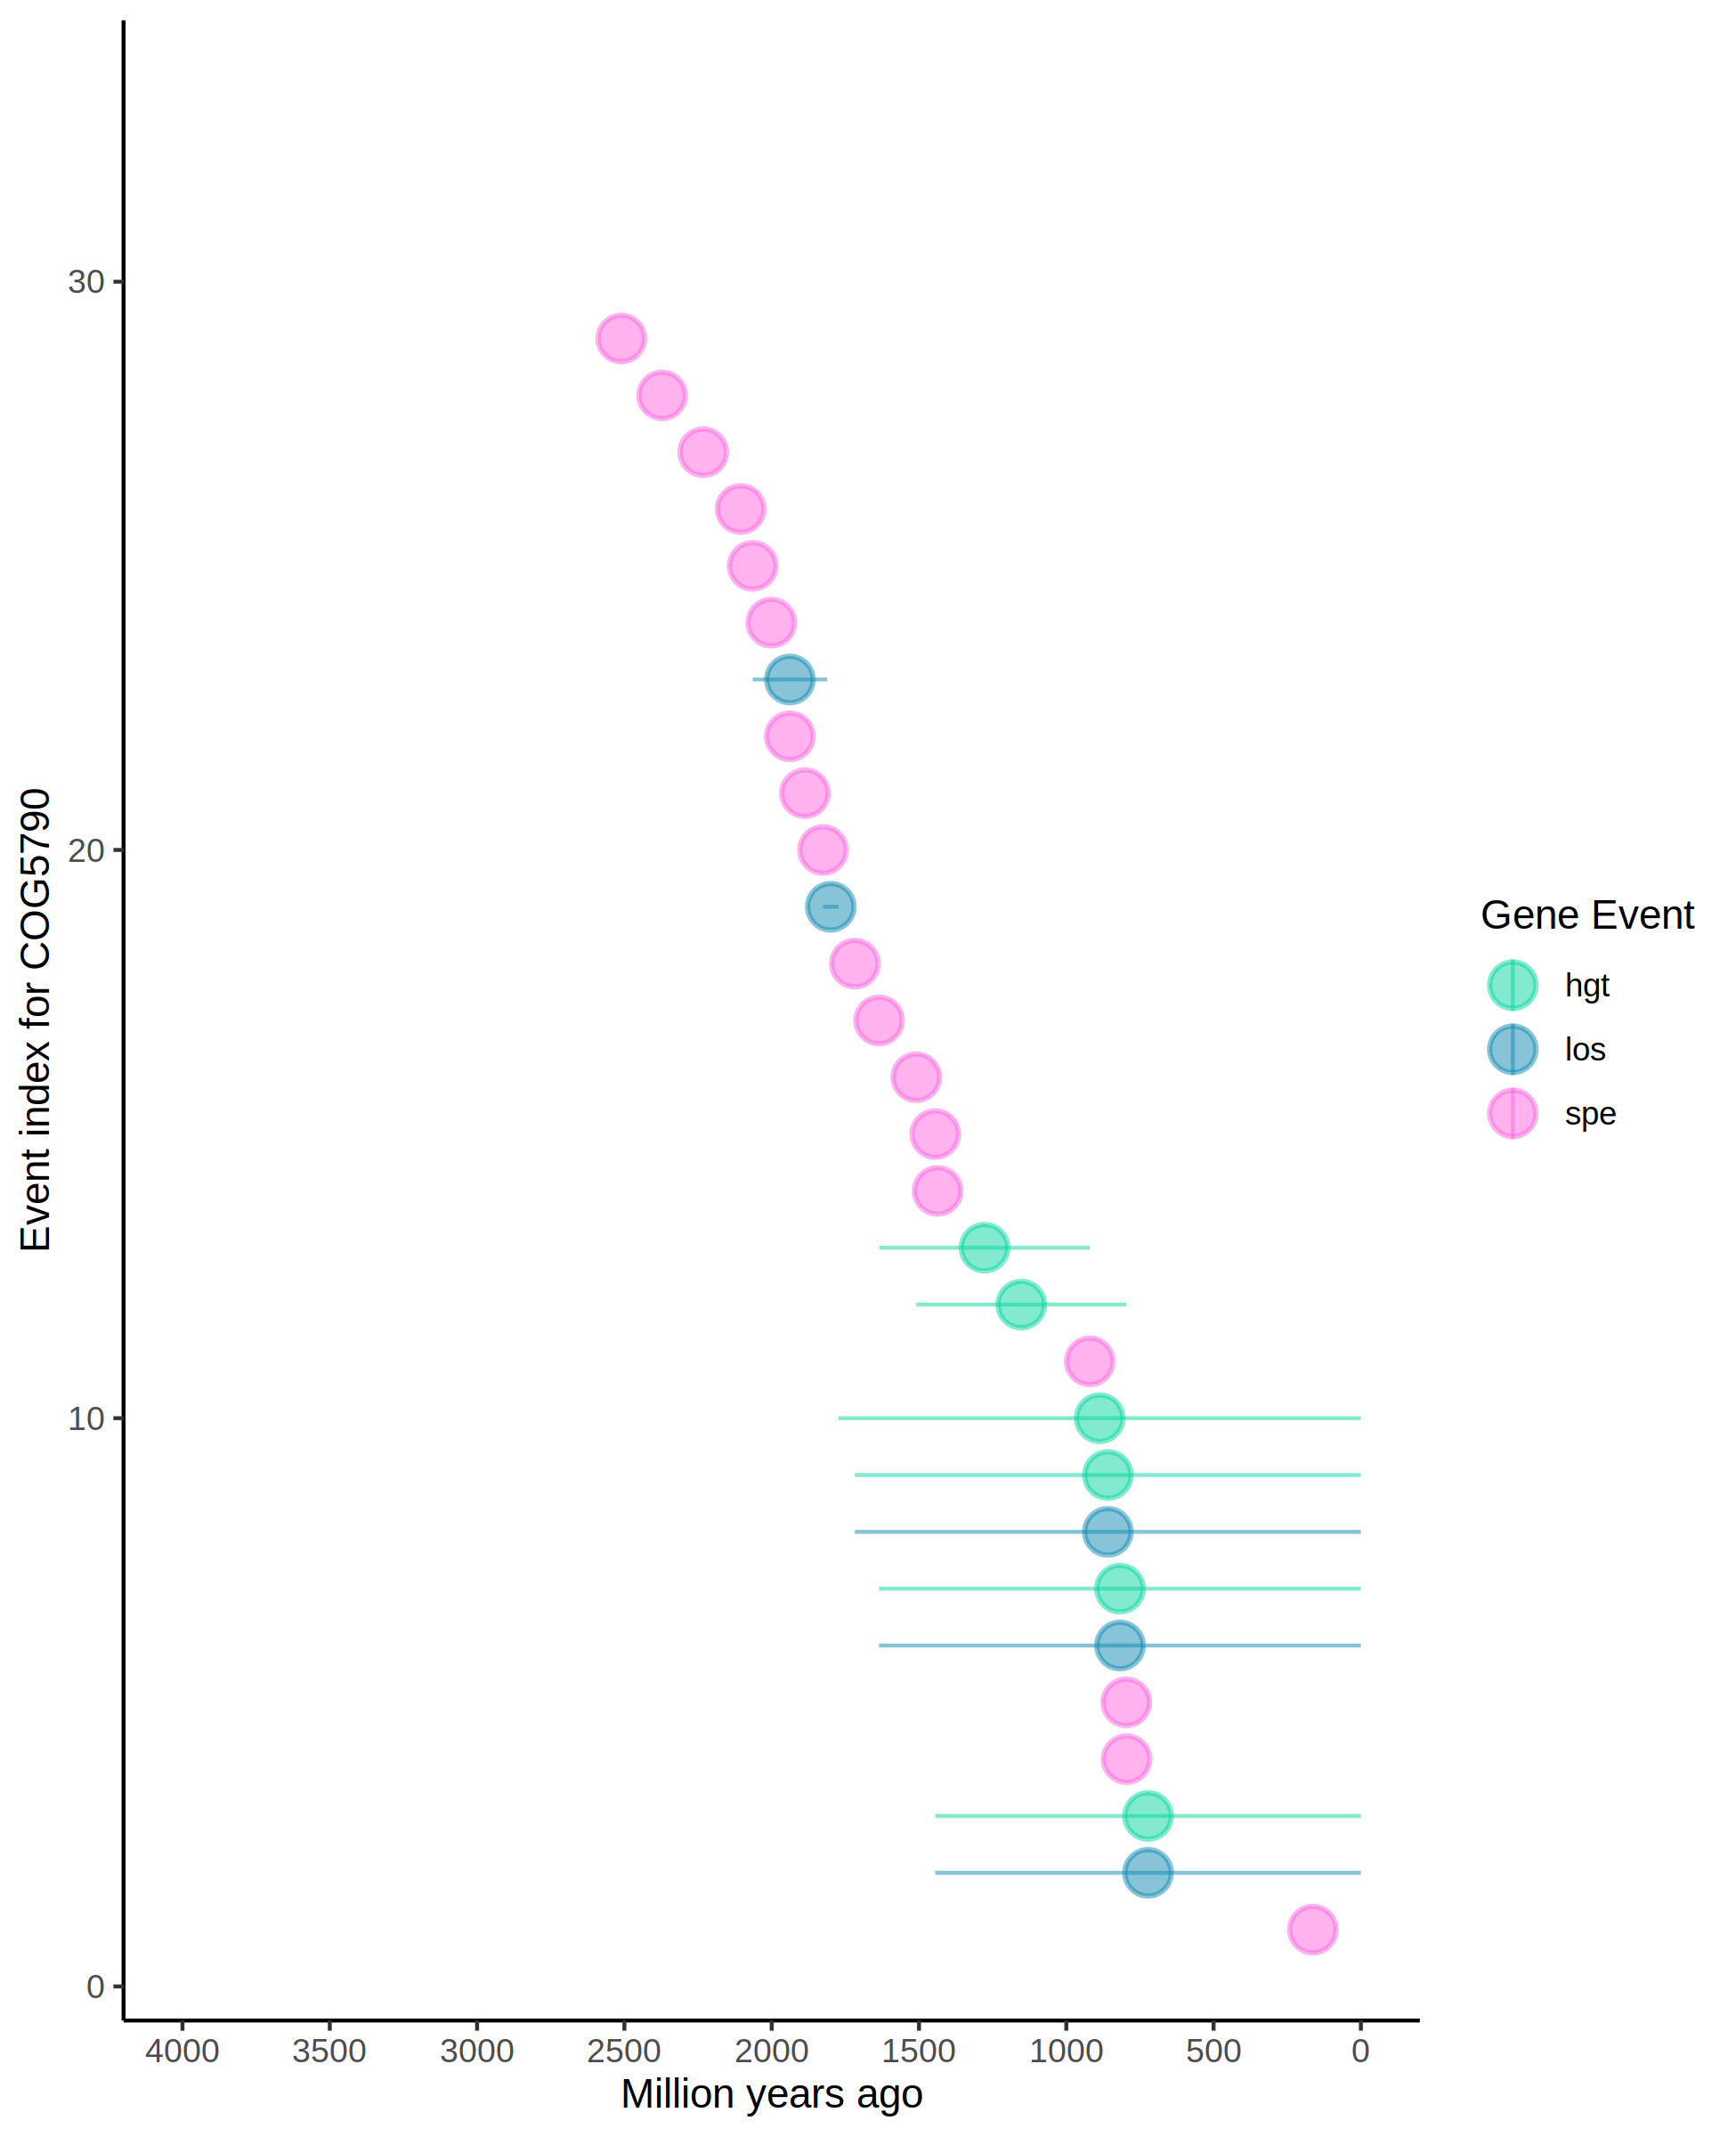 30
20
10
0
Event index for COG5790
4000 3500 3000 2500 2000 1500 1000 500 0
Million years ago
Gene Event
hgt
los
spe